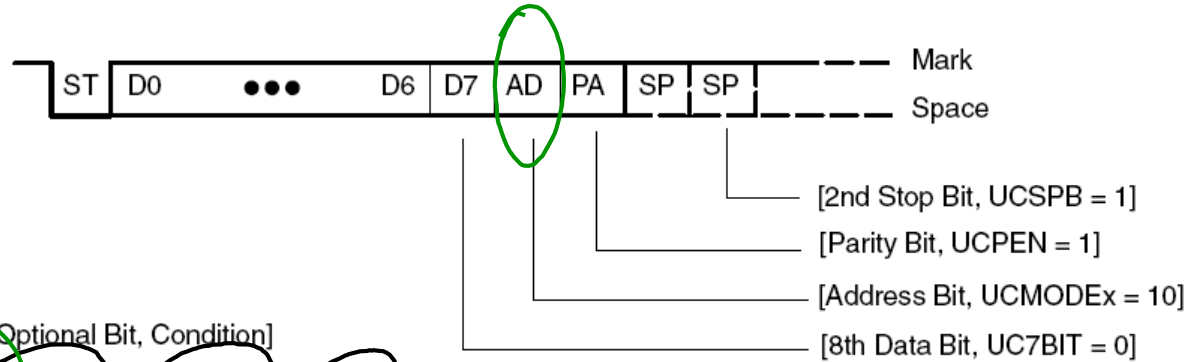 ST D0 ●●● D6 D7 AD PA SP SP Mark
Space
[2nd Stop Bit, UCSPB = 1]
[Parity Bit, UCPEN = 1]
[Address Bit, UCMODEx = 10]
Optional Bit, Condition]
[8th Data Bit, UC7BIT = 0]